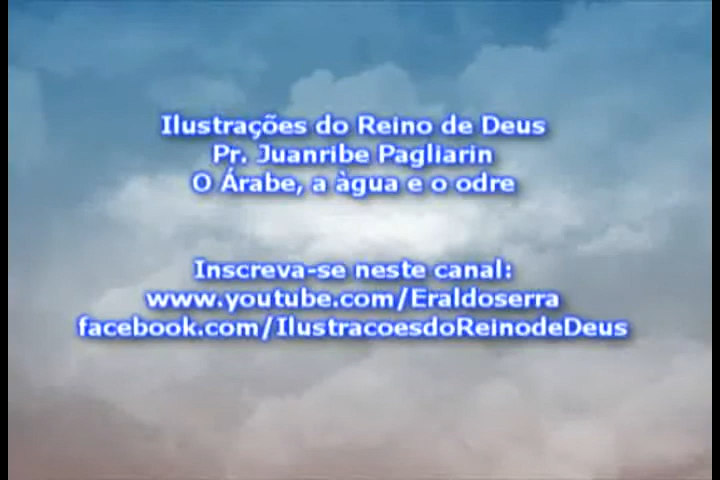 Ilustrações do Reino de Deus
Pr. Juanribe Pagliarin
O Árabe, a àgua e o odre
Inscreva-se neste canal:
www.youtube.com/Eraldoserra
facebook.com/IlustracoesdoReinodeDeus